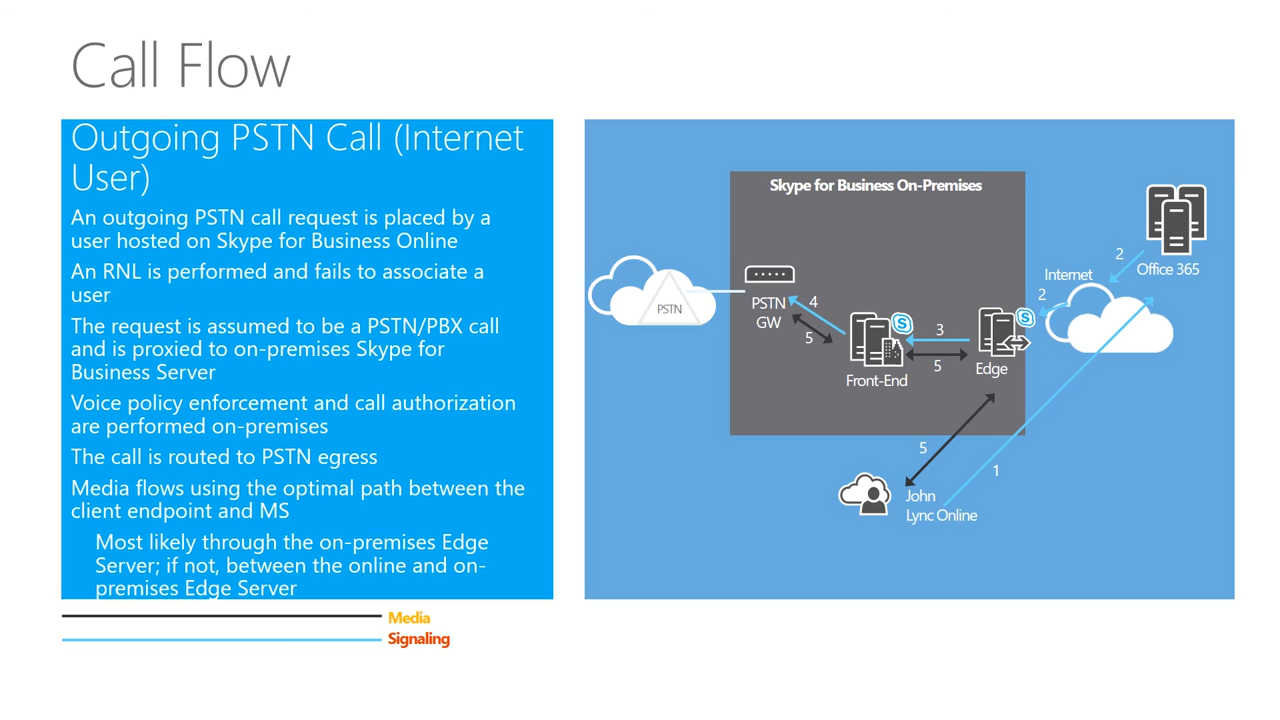 Call Flow
Outgoing PSTN Call (Internet
User)
An outgoing PSTN call request is placed by a
user hosted on Skype for Business Online
An RNL is performed and fails to associate a
user
The request is assumed to be a PSTN/PBX call
and is proxied to on-premises Skype for
Business Server
Voice policy enforcement and call authorization
are performed on-premises
The call is routed to PSTN egress
Media flows using the optimal path between the
client endpoint and MS
Most likely through the on-premises Edge
Server; if not, between the online and on-
premises Edge Server
Media
Signaling
Skype for Business On-Premises
2
Office 365
Internet
2
PSTN
PSTN
GW
4
5
3
5
Front-End
Edge
5
1
John
Lync Online